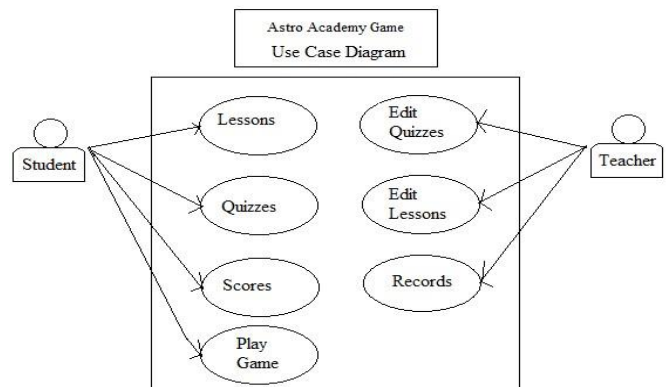 Astro Academy Game
Use Case Diagram
Student
Lessons
Quizzes
Scores
Play
Game
Edit
Quizzes
Edit
Lessons
Records
Teacher